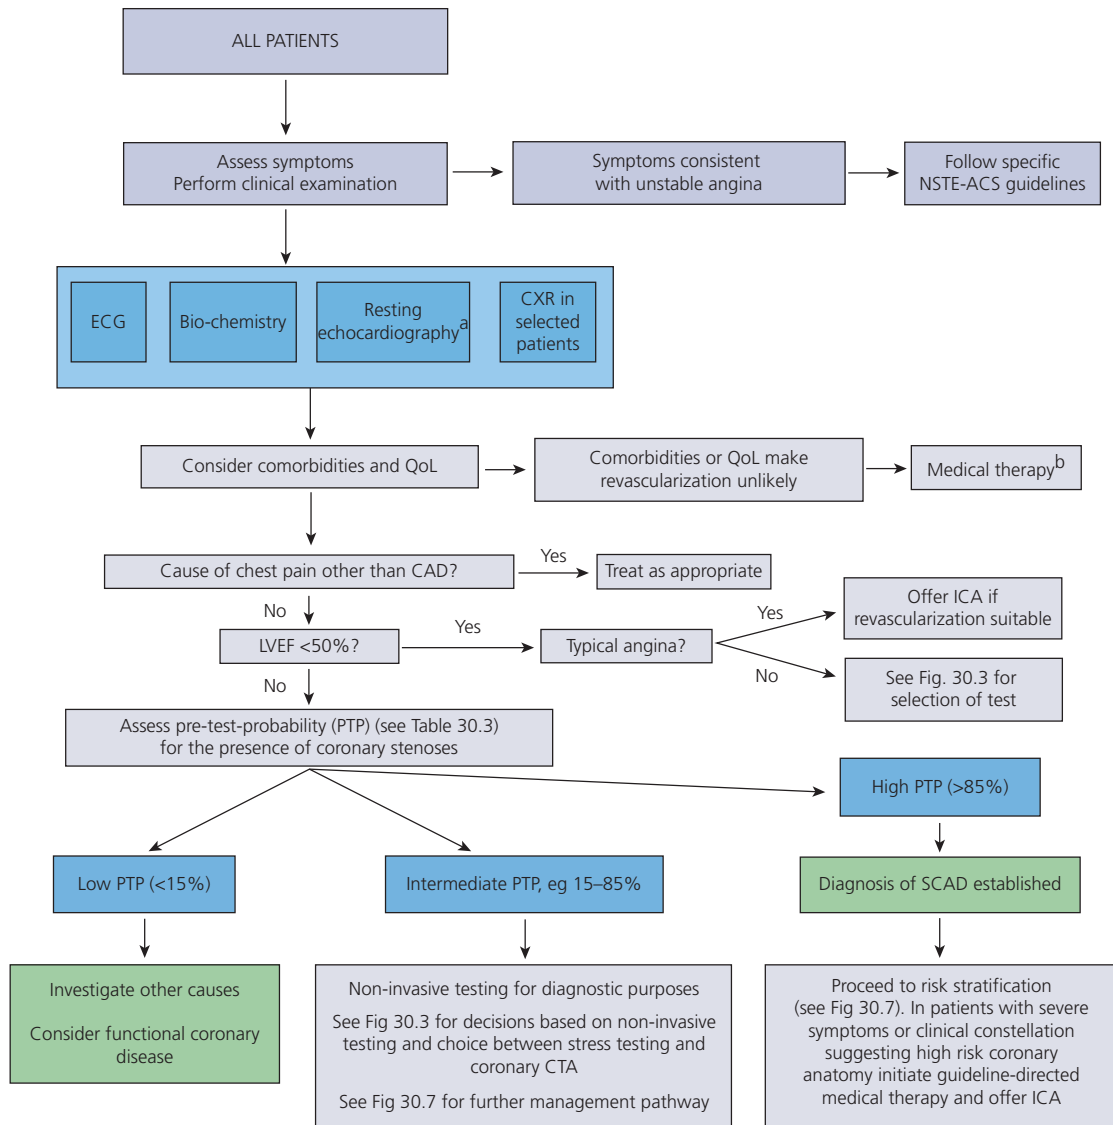 ALL PATIENTS
Assess symptoms
Perform clinical examination
Symptoms consistent
with unstable angina
Follow specific
NSTE-ACS guidelines
ECG
Bio-chemistry
Resting
echocardiographya
CXR in
selected
patients
Consider comorbidities and QoL
Comorbidities or QoL make
revascularization unlikely
Medical therapyb
Cause of chest pain other than CAD?
Yes
Treat as appropriate
No
LVEF <50%?
Yes
Typical angina?
Yes
Offer ICA if
revascularization suitable
No
See Fig. 30.3 for
selection of test
No
Assess pre-test-probability (PTP) (see Table 30.3)
for the presence of coronary stenoses
High PTP (>85%)
Low PTP (<15%)
Intermediate PTP, eg 15–85%
Diagnosis of SCAD established
Investigate other causes
Consider functional coronary
disease
Non-invasive testing for diagnostic purposes
See Fig 30.3 for decisions based on non-invasive
testing and choice between stress testing and
coronary CTA
See Fig 30.7 for further management pathway
Proceed to risk stratification
(see Fig 30.7). In patients with severe
symptoms or clinical constellation
suggesting high risk coronary
anatomy initiate guideline-directed
medical therapy and offer ICA